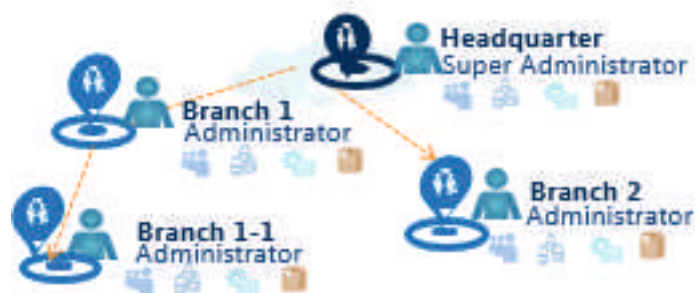 Headquarter
Super Administrator
Branch 1
Administrator
Branch 2
Administrator
Branch 1-1
Administrator